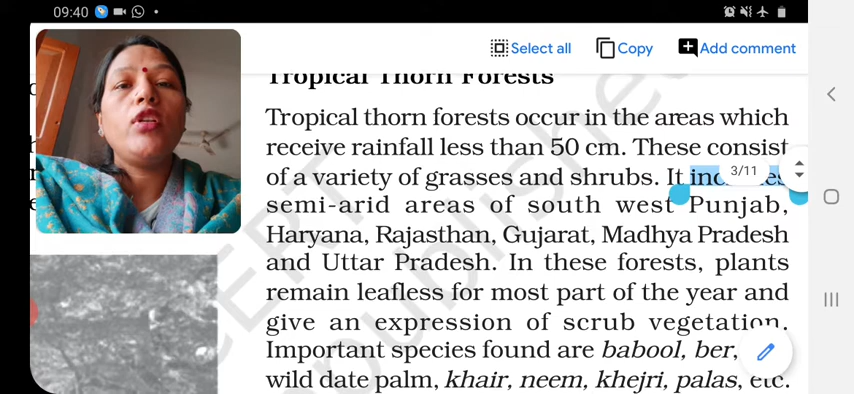 09:40
Select all Copy Add comment
Tropical Thorn Forests
Tropical thorn forests occur in the areas which
receive rainfall less than 50 cm. These consist
of a variety of grasses and shrubs. It includes
3/11
semi-arid areas of south west Punjab,
Haryana, Rajasthan, Gujarat, Madhya Pradesh
and Uttar Pradesh. In these forests, plants
remain leafless for most part of the year and
give an expression of scrub vegetation.
Important species found are babool, ber,
wild date palm, khair, neem, khejri, palas, etc.